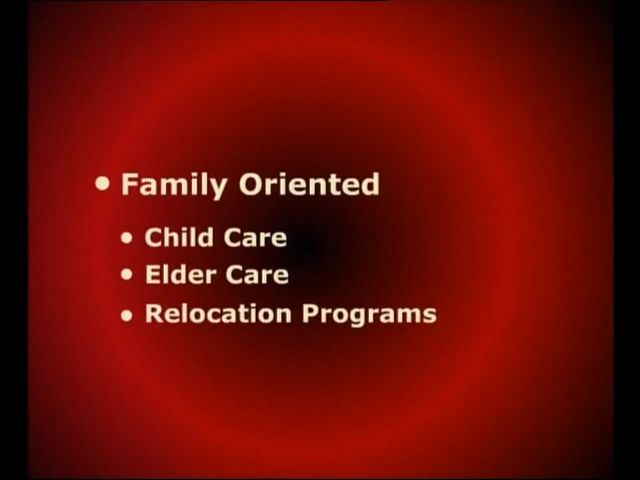 • Family Oriented
• Child Care
• Elder Care
• Relocation Programs